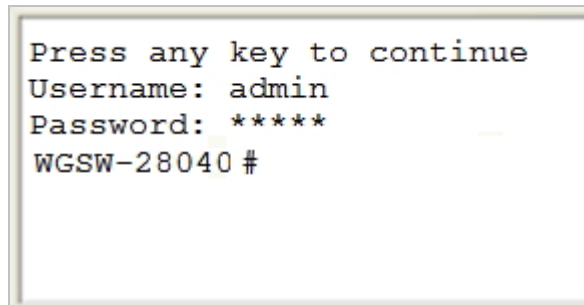 Press any key to continue
Username: admin
Password: *****
WGSW-28040 #